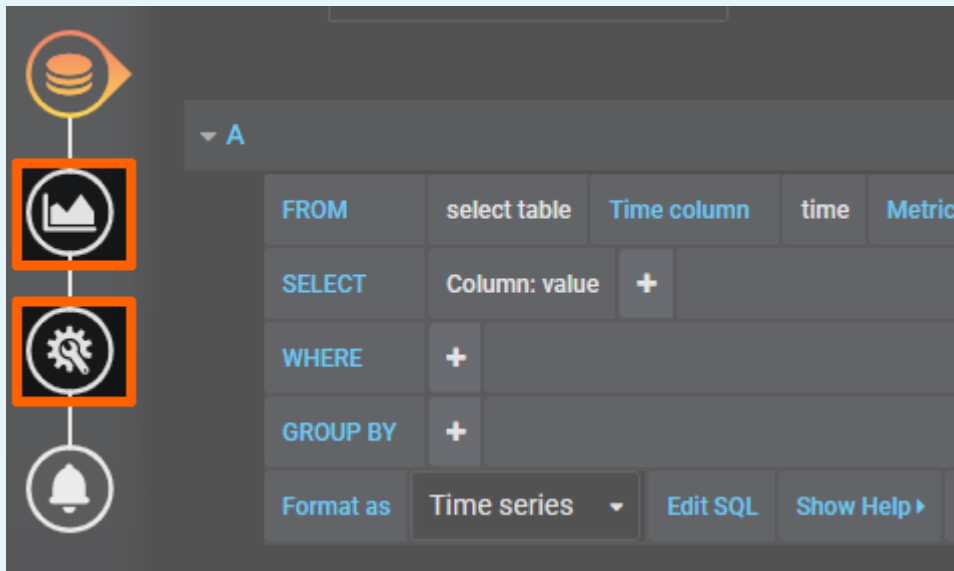 A
FROM select table Time column time Metric
SELECT Column: value +
WHERE +
GROUP BY +
Format as Time series Edit SQL Show Help